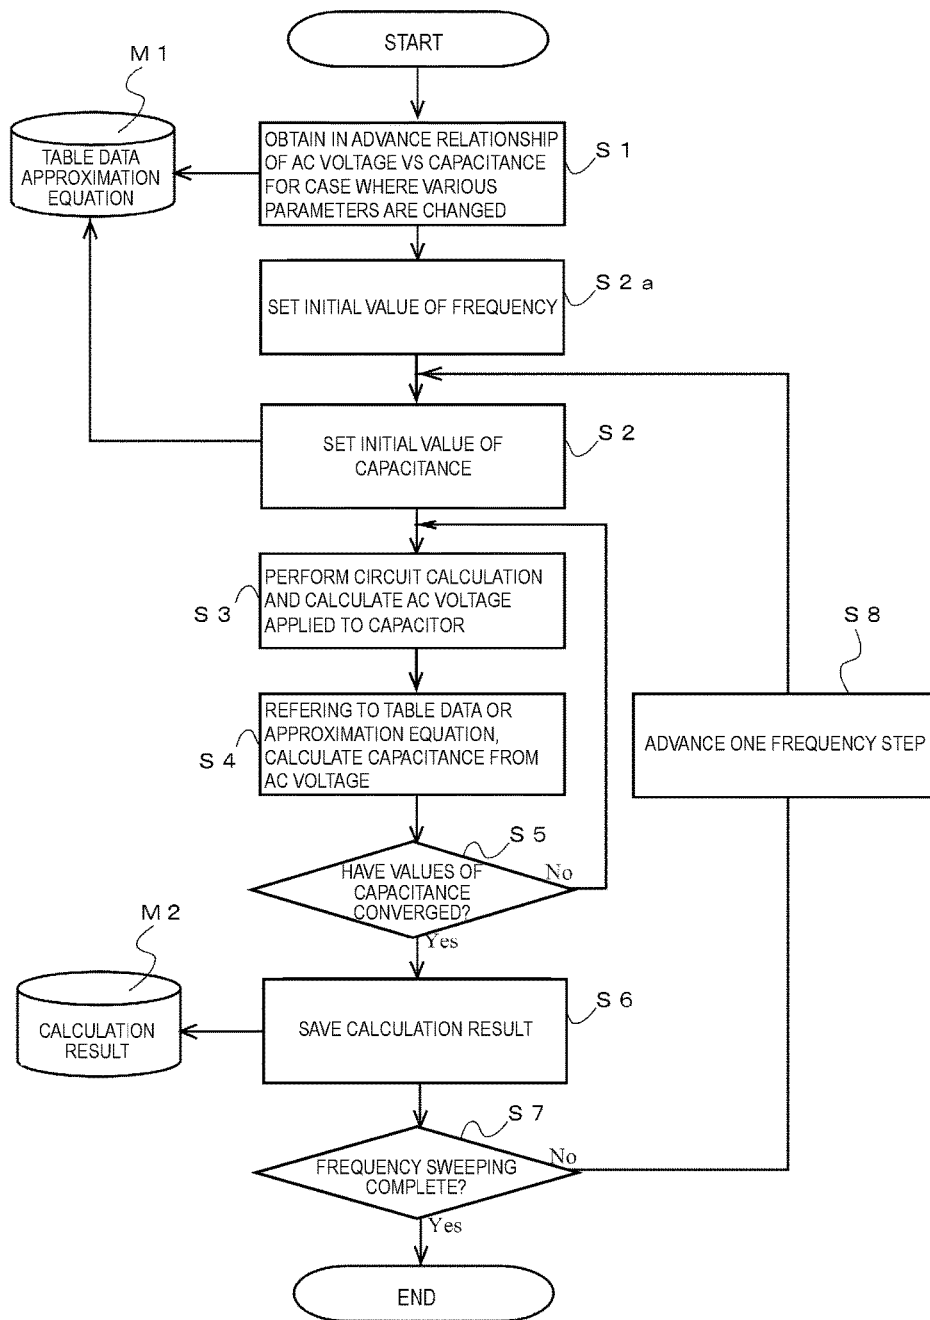 START
M 1
TABLE DATA
APPROXIMATION
EQUATION
OBTAIN IN ADVANCE RELATIONSHIP
OF AC VOLTAGE VS CAPACITANCE
FOR CASE WHERE VARIOUS
PARAMETERS ARE CHANGED
S 1
SET INITIAL VALUE OF FREQUENCY
S 2 a
SET INITIAL VALUE OF
CAPACITANCE
S 2
PERFORM CIRCUIT CALCULATION
AND CALCULATE AC VOLTAGE
APPLIED TO CAPACITOR
S 3
REFERING TO TABLE DATA OR
APPROXIMATION EQUATION,
CALCULATE CAPACITANCE FROM
AC VOLTAGE
S 4
S 8
ADVANCE ONE FREQUENCY STEP
S 5
HAVE VALUES OF
CAPACITANCE
CONVERGED?
No
Yes
M 2
CALCULATION
RESULT
SAVE CALCULATION RESULT
S 6
S 7
FREQUENCY SWEEPING
COMPLETE?
No
Yes
END